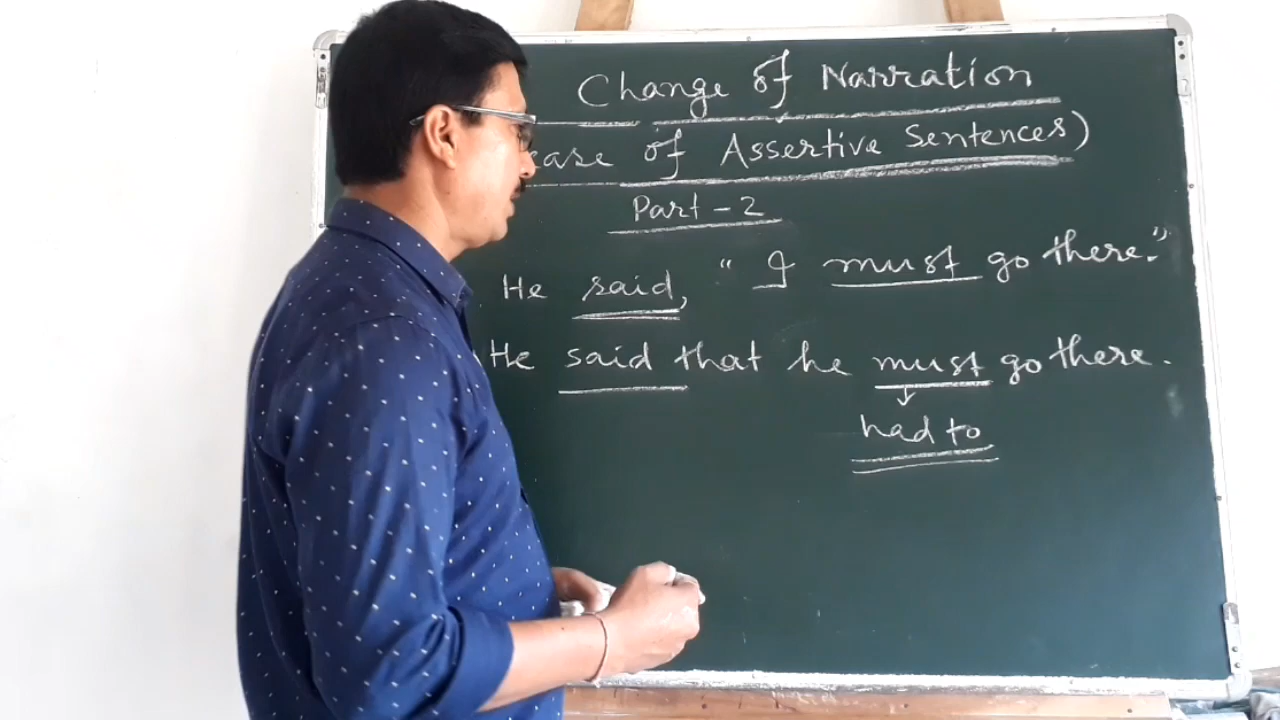 Change of Narration
case of Assertive Sentences)
Part - 2
He said, " I must go there."
He said that he must go there.
had to